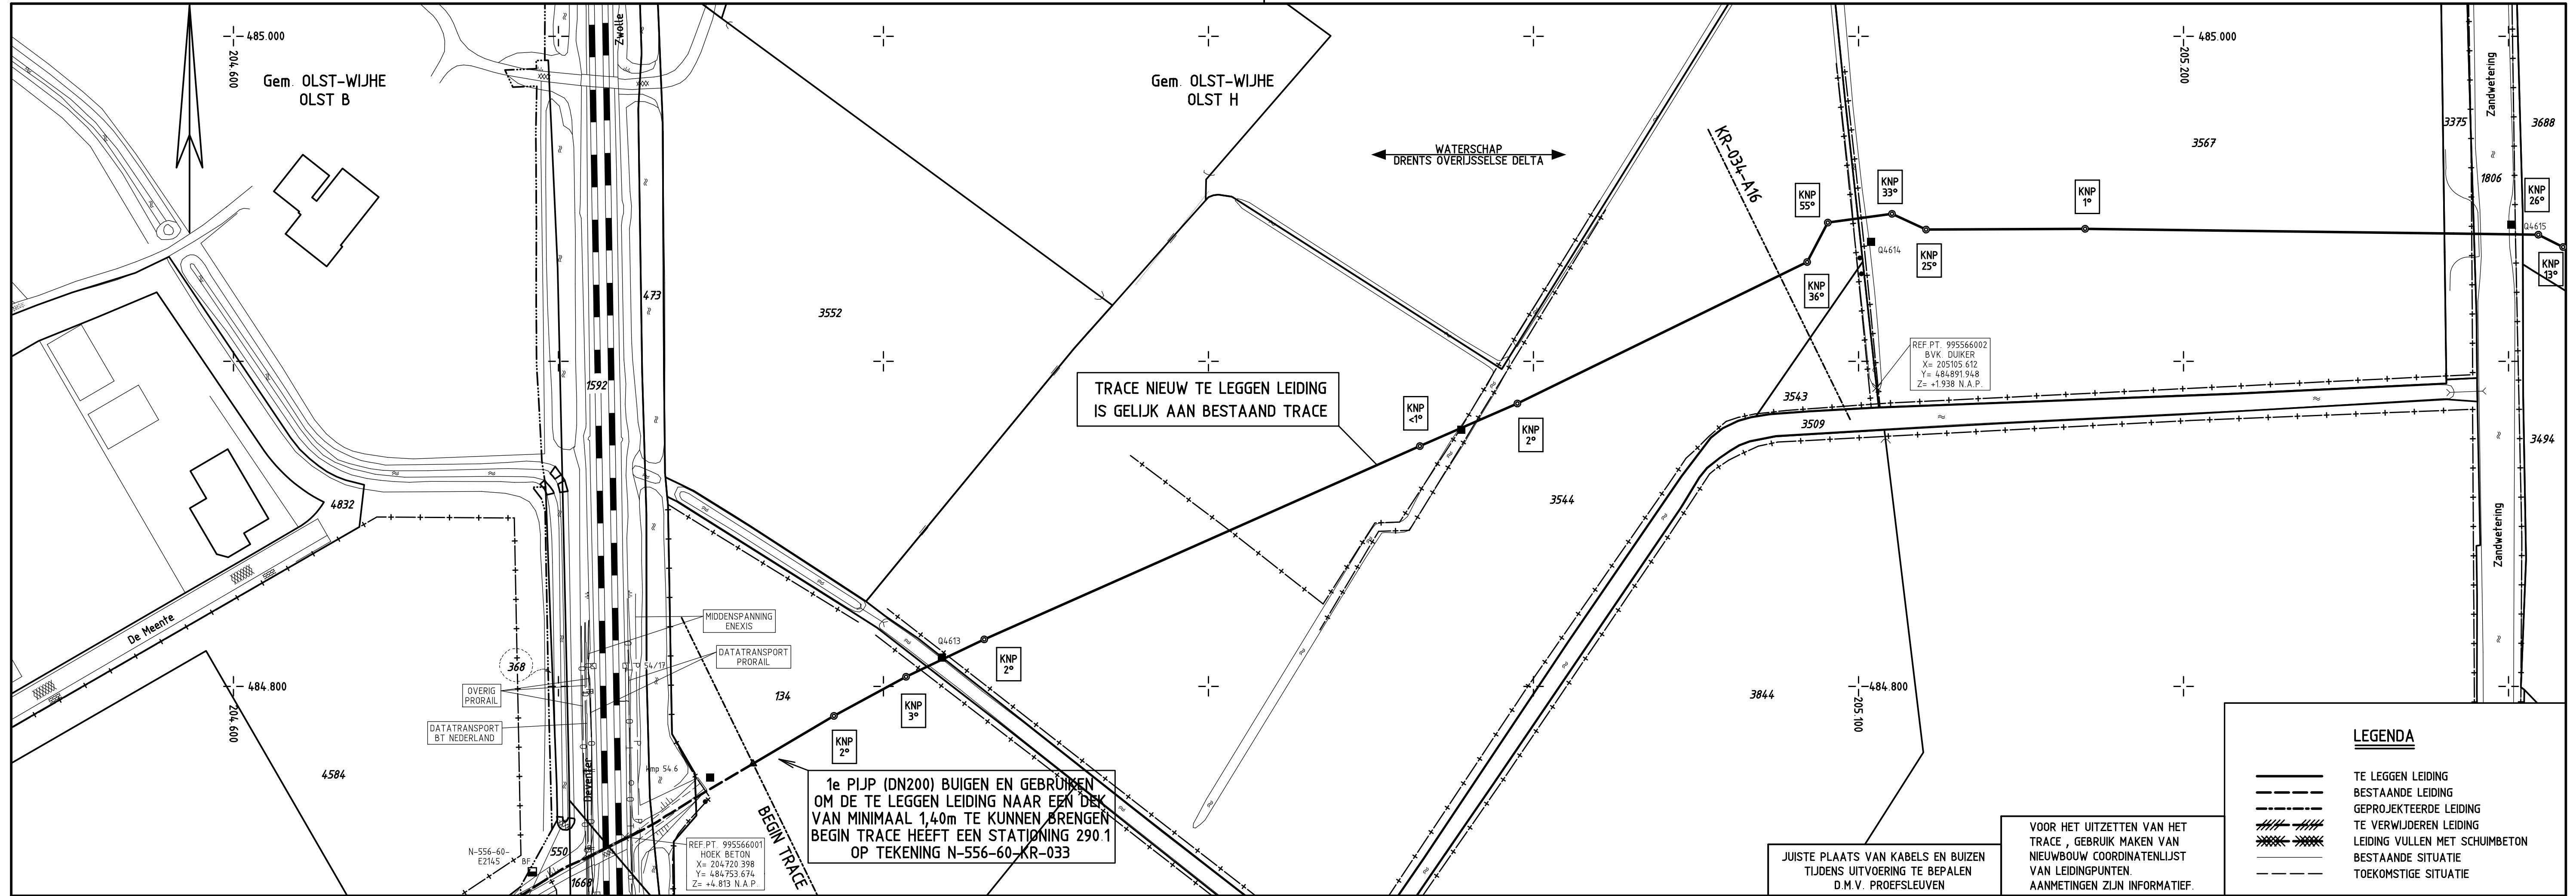 485.000
204.600
Gem. OLST-WIJHE
OLST B
Zwolle
Gem. OLST-WIJHE
OLST H
WATERSCHAP
DRENTS OVERIJSSELSE DELTA
KR-034-A16
485.000
205.200
Zandwetering
3375
3688
3567
1806
KNP
55°
KNP
33°
KNP
1°
KNP
26°
Q4615
Q4614
KNP
36°
KNP
25°
KNP
13°
473
3552
1592
TRACE NIEUW TE LEGGEN LEIDING
IS GELIJK AAN BESTAAND TRACE
KNP
<1°
KNP
2°
REF.PT. 995566002
BVK. DUIKER
X= 205105.612
Y= 484891.948
Z= +1.938 N.A.P.
3543
3509
3494
4832
3544
Zandwetering
De Meente
MIDDENSPANNING
ENEXIS
DATATRANSPORT
PRORAIL
54/17
368
OVERIG
PRORAIL
DATATRANSPORT
BT NEDERLAND
Q4613
KNP
2°
KNP
3°
KNP
2°
134
484.800
204.600
3844
484.800
205.100
4584
Deventer
kmp 54.6
BEGIN TRACE
1e PIJP (DN200) BUIGEN EN GEBRUIKEN
OM DE TE LEGGEN LEIDING NAAR EEN DEK
VAN MINIMAAL 1,40m TE KUNNEN BRENGEN
BEGIN TRACE HEEFT EEN STATIONING 290.1
OP TEKENING N-556-60-KR-033
REF.PT. 995566001
HOEK BETON
X= 204720.398
Y= 484753.674
Z= +4.813 N.A.P.
N-556-60-
E2145
BF
550
1668
JUISTE PLAATS VAN KABELS EN BUIZEN
TIJDENS UITVOERING TE BEPALEN
D.M.V. PROEFSLEUVEN
VOOR HET UITZETTEN VAN HET
TRACE , GEBRUIK MAKEN VAN
NIEUWBOUW COORDINATENLIJST
VAN LEIDINGPUNTEN.
AANMETINGEN ZIJN INFORMATIEF.
LEGENDA
TE LEGGEN LEIDING
BESTAANDE LEIDING
GEPROJEKTEERDE LEIDING
TE VERWIJDEREN LEIDING
LEIDING VULLEN MET SCHUIMBETON
BESTAANDE SITUATIE
TOEKOMSTIGE SITUATIE